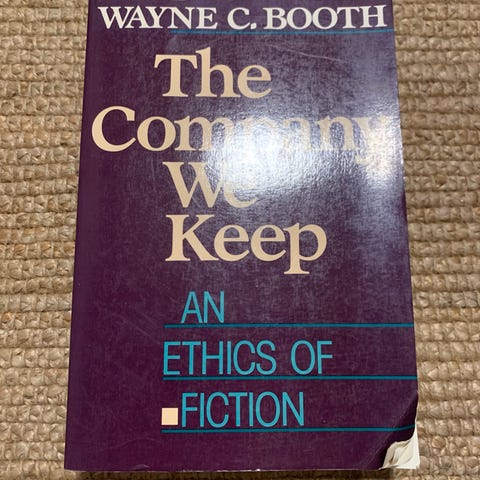 WAYNE C. BOOTH
The
Company
We
Keep
AN
ETHICS OF
FICTION